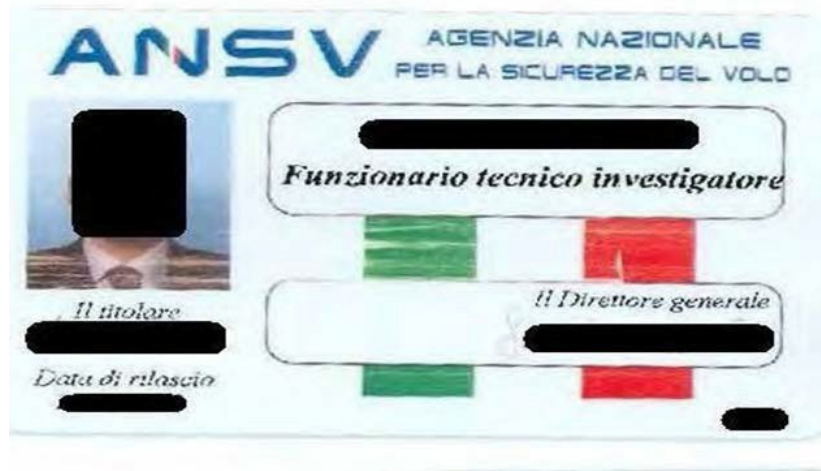 ANSV
AGENZIA NAZIONALE
PER LA SICUREZZA DEL VOLO
Funzionario tecnico investigatore
Il titolare
Il Direttore generale
Data di rilascio